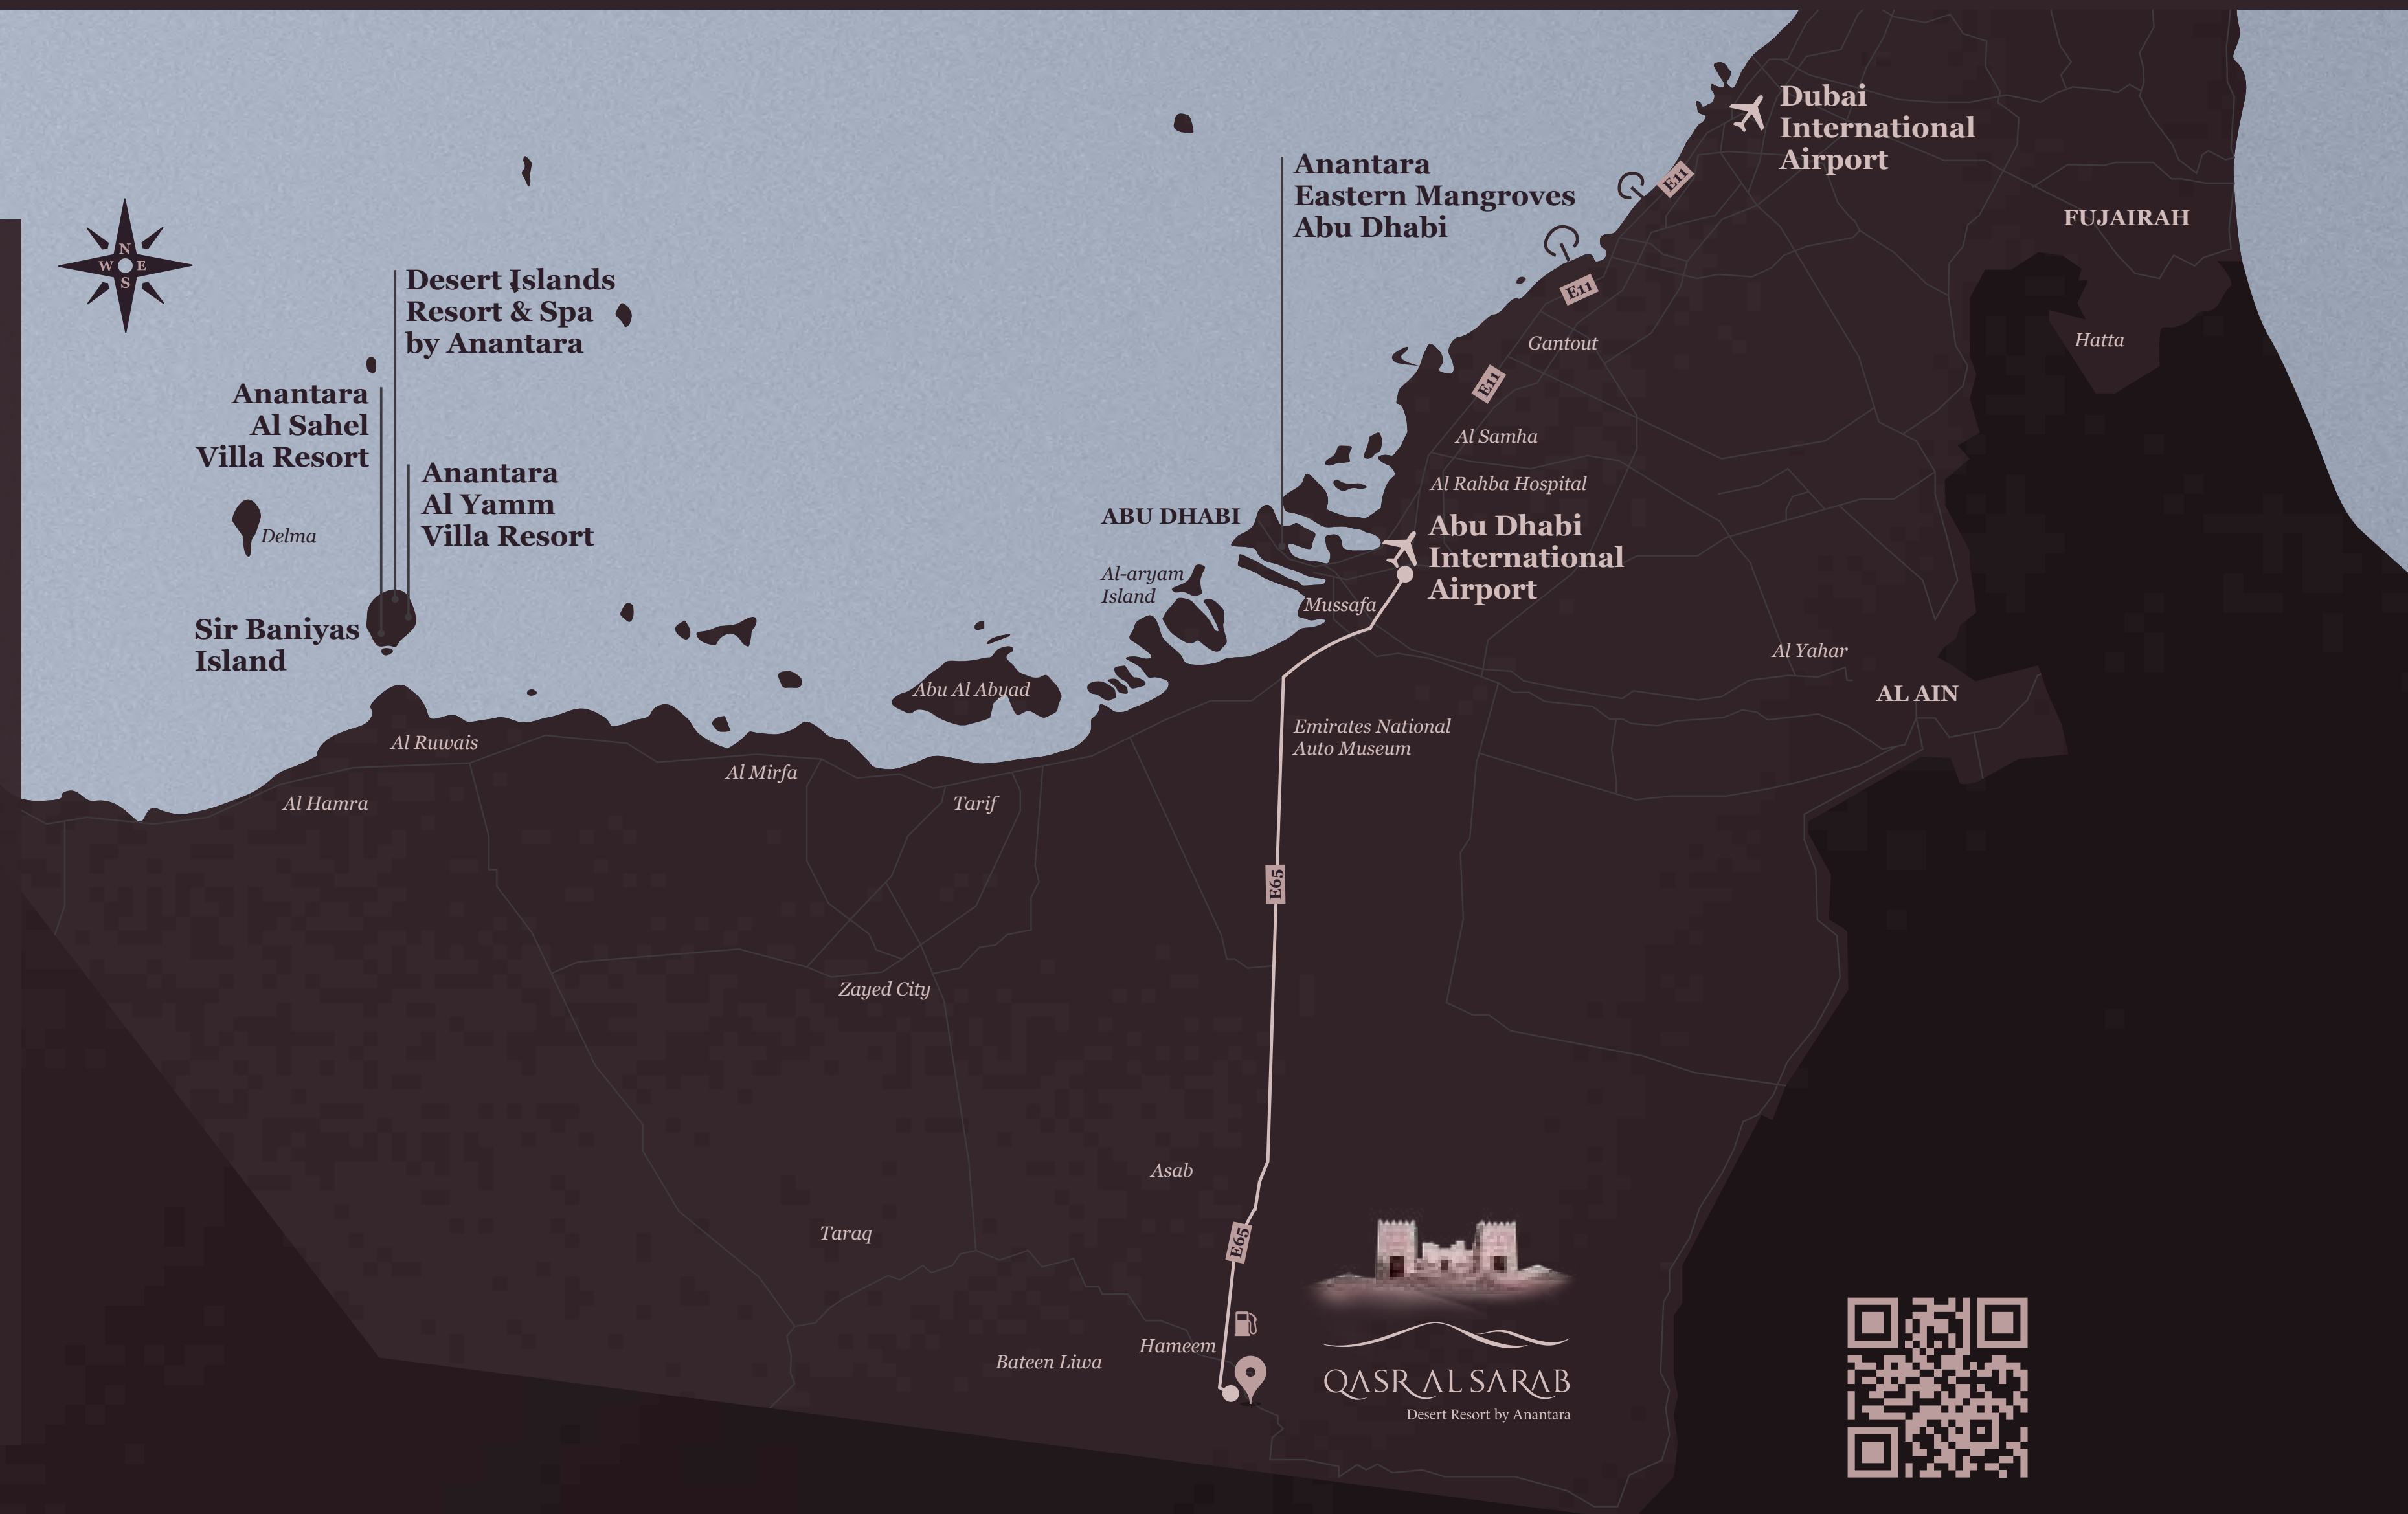 Dubai
International
Airport
E11
Anantara
Eastern Mangroves
Abu Dhabi
FUJAIRAH
N
W E
S
Desert Islands
Resort & Spa
by Anantara
E11
Hatta
Gantout
Anantara
Al Sahel
Villa Resort
E11
Al Samha
Anantara
Al Yamm
Villa Resort
Al Rahba Hospital
ABU DHABI
Abu Dhabi
International
Airport
Delma
Al-aryam
Island
Mussafa
Sir Baniyas
Island
Al Yahar
Abu Al Abyad
AL AIN
Emirates National
Auto Museum
Al Ruwais
Al Mirfa
Al Hamra
Tarif
E65
Zayed City
Asab
Taraq
E65
Hameem
Bateen Liwa
QASR AL SARAB
Desert Resort by Anantara